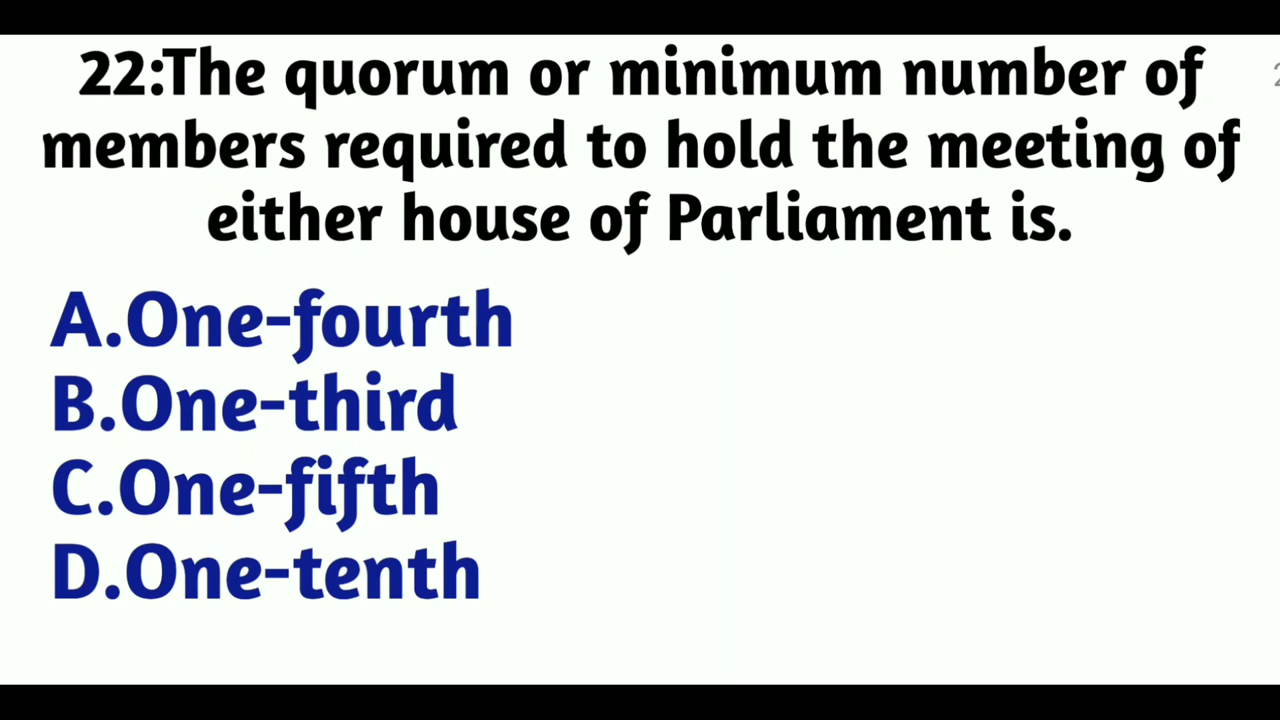 22:The quorum or minimum number of
members required to hold the meeting of
either house of Parliament is.
A.One-fourth
B.One-third
C.One-fifth
D.One-tenth